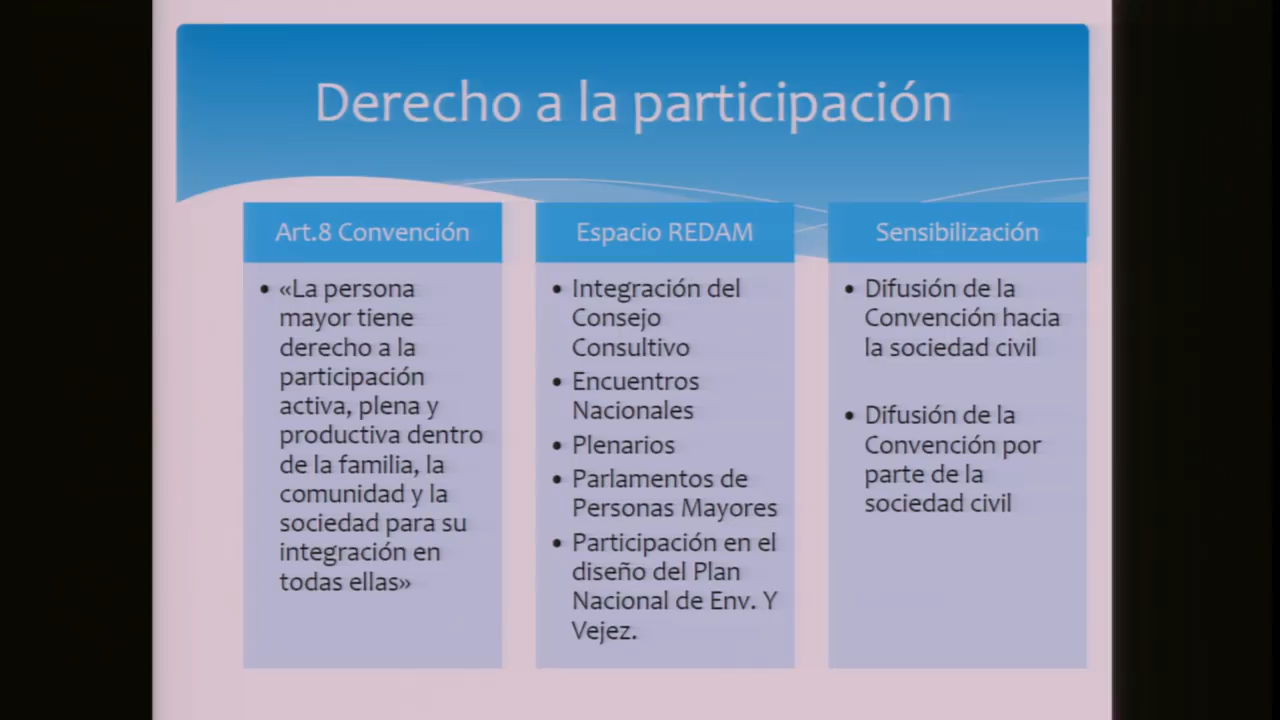 Derecho a la participación
Art.8 Convención
• «La persona
mayor tiene
derecho a la
participación
activa, plena y
productiva dentro
de la familia, la
comunidad y la
sociedad para su
integración en
todas ellas»
Espacio REDAM
• Integración del
Consejo
Consultivo
• Encuentros
Nacionales
• Plenarios
• Parlamentos de
Personas Mayores
• Participación en el
diseño del Plan
Nacional de Env. Y
Vejez.
Sensibilización
• Difusión de la
Convención hacia
la sociedad civil
• Difusión de la
Convención por
parte de la
sociedad civil